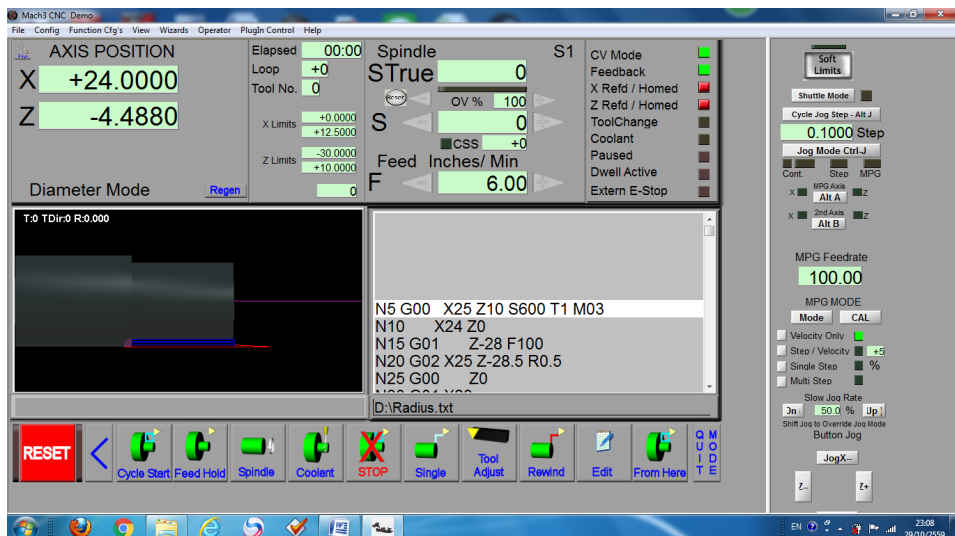 Mach3 CNC Demo
File Config Function Cfg's View Wizards Operator PlugIn Control Help
AXIS POSITION
X +24.0000
Z -4.4880
Diameter Mode
Regen
Elapsed 00:00
Loop +0
Tool No. 0
X Limits +0.0000
+12.5000
Z Limits -30.0000
+10.0000
0
Spindle S1
STrue 0
Reset
OV % 100
S 0
CSS +0
Feed Inches/ Min
F 6.00
CV Mode
Feedback
X Refd / Homed
Z Refd / Homed
ToolChange
Coolant
Paused
Dwell Active
Extern E-Stop
T:0 TDir:0 R:0.000
N5 G00 X25 Z10 S600 T1 M03
N10 X24 Z0
N15 G01 Z-28 F100
N20 G02 X25 Z-28.5 R0.5
N25 G00 Z0
D:\Radius.txt
RESET
Cycle Start
Feed Hold
Spindle
Coolant
STOP
Single
Tool
Adjust
Rewind
Edit
From Here
QUIT
MODE
Soft
Limits
Shuttle Mode
Cycle Jog Step - Alt J
0.1000 Step
Jog Mode Ctrl-J
Cont. Step MPG
MPG Axis
X Alt A Z
2nd Axis
X Alt B Z
MPG Feedrate
100.00
MPG MODE
Mode CAL
Velocity Only
Step / Velocity +5
Single Step %
Multi Step
Slow Jog Rate
50.0 % Up
Shift Jog to Override Jog Mode
Button Jog
JogX--
Z-- Z+
EN 23:08
29/10/2559